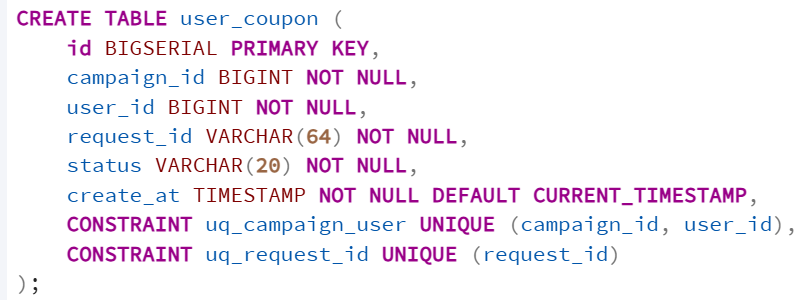 CREATE TABLE user_coupon (
    id BIGSERIAL PRIMARY KEY,
    campaign_id BIGINT NOT NULL,
    user_id BIGINT NOT NULL,
    request_id VARCHAR(64) NOT NULL,
    status VARCHAR(20) NOT NULL,
    create_at TIMESTAMP NOT NULL DEFAULT CURRENT_TIMESTAMP,
    CONSTRAINT uq_campaign_user UNIQUE (campaign_id, user_id),
    CONSTRAINT uq_request_id UNIQUE (request_id)
);